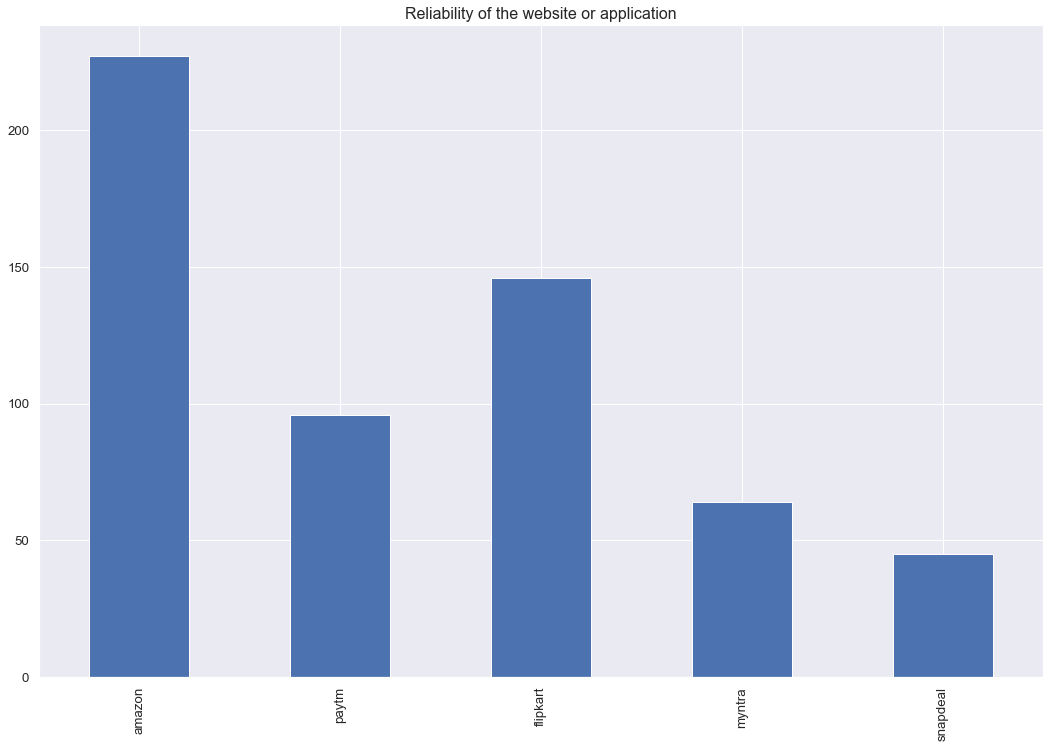 Reliability of the website or application
200
150
100
50
0
amazon
paytm
flipkart
myntra
snapdeal